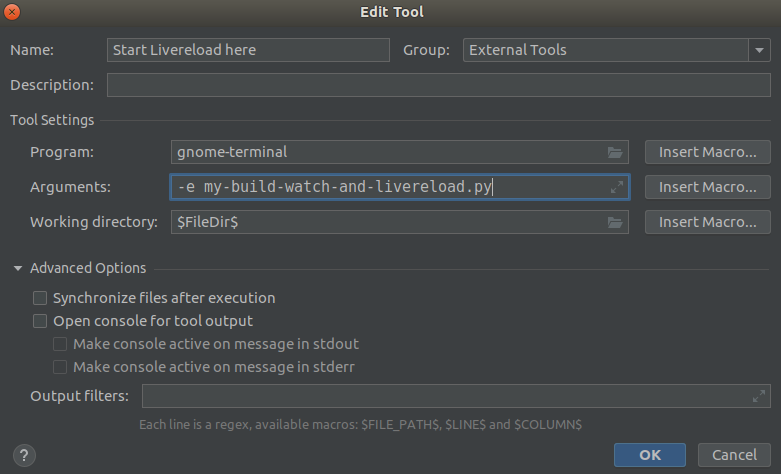 Edit Tool
Name: Start Livereload here Group: External Tools
Description:
Tool Settings
Program: gnome-terminal Insert Macro...
Arguments: -e my-build-watch-and-livereload.py Insert Macro...
Working directory: $FileDir$ Insert Macro...
Advanced Options
Synchronize files after execution
Open console for tool output
Make console active on message in stdout
Make console active on message in stderr
Output filters:
Each line is a regex, available macros: $FILE_PATH$, $LINE$ and $COLUMN$
? OK Cancel